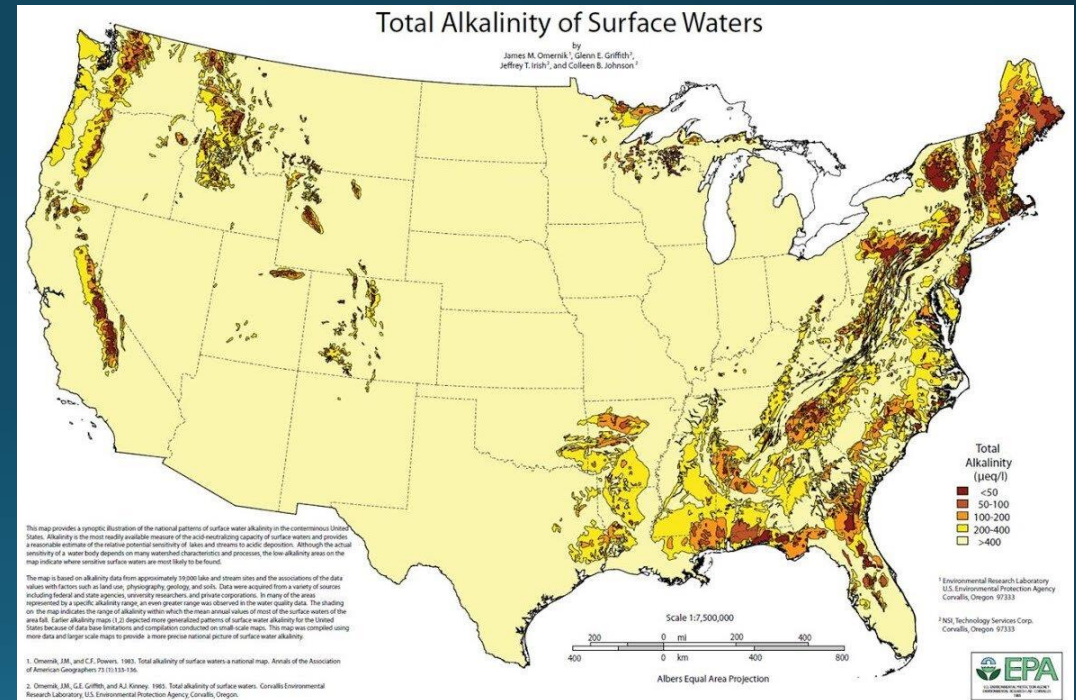 Total Alkalinity of Surface Waters
by
James M. Omernik¹, Glenn E. Griffith²,
Jeffrey T. Irish², and Colleen B. Johnson²
Total
Alkalinity
(µeq/l)
<50
50-100
100-200
200-400
>400
This map provides a synoptic illustration of the national patterns of surface water alkalinity in the conterminous United
States. Alkalinity is the most readily available measure of the acid-neutralizing capacity of surface waters and provides
a reasonable estimate of the relative potential sensitivity of lakes and streams to acidic deposition. Although the actual
sensitivity of a water body depends on many watershed characteristics and processes, the low-alkalinity areas on the
map indicate where sensitive surface waters are most likely to be found.
The map is based on alkalinity data from approximately 39,000 lake and stream sites and the associations of the data
values with factors such as land use, physiography, geology, and soils. Data were acquired from a variety of sources
including federal and state agencies, university researchers, and private corporations. In many of the areas
represented by a specific alkalinity range, an even greater range was observed in the water quality data. The shading
on the map indicates the range of alkalinity within which the mean annual values of most of the surface waters of the
area fall. Earlier alkalinity maps (1,2) depicted more generalized patterns of surface water alkalinity for the United
States because of data base limitations and compilation conducted on small-scale maps. This map was compiled using
more data and larger scale maps to provide a more precise national picture of surface water alkalinity.
1. Omernik, J.M., and C.F. Powers. 1983. Total alkalinity of surface waters-a national map. Annals of the Association
of American Geographers 73 (1):133-136.
2. Omernik, J.M., G.E. Griffith, and A.J. Kinney. 1985. Total alkalinity of surface waters. Corvallis Environmental
Research Laboratory, U.S. Environmental Protection Agency, Corvallis, Oregon.
Scale 1:7,500,000
200 0 mi 200 400
400 0 km 400 800
Albers Equal Area Projection
¹ Environmental Research Laboratory
U.S. Environmental Protection Agency
Corvallis, Oregon 97333
² NSI, Technology Services Corp.
Corvallis, Oregon 97333
EPA